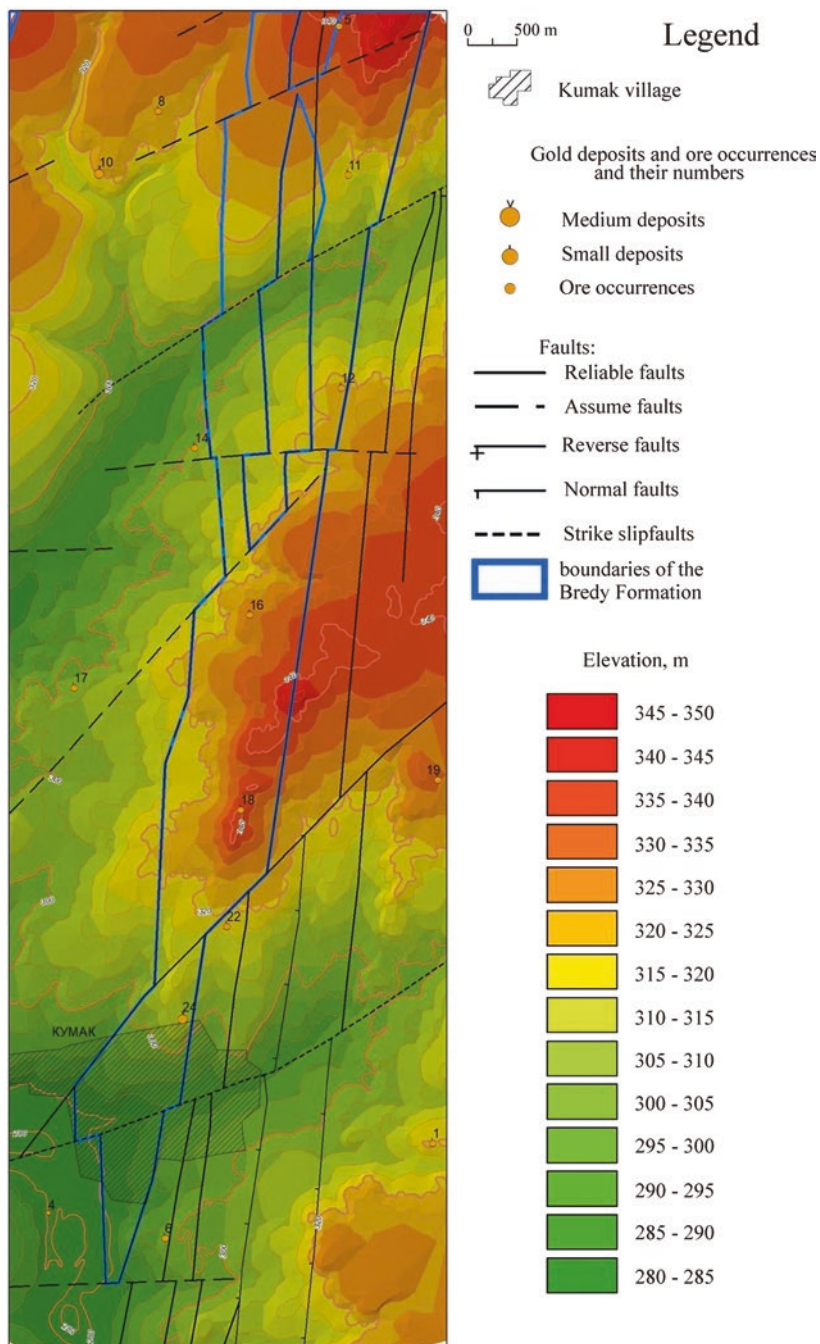 0 500 m
Legend
Kumak village
Gold deposits and ore occurrences
and their numbers
Medium deposits
Small deposits
Ore occurrences
Faults:
Reliable faults
Assume faults
Reverse faults
Normal faults
Strike slipfaults
boundaries of the
Bredy Formation
Elevation, m
345 - 350
340 - 345
335 - 340
330 - 335
325 - 330
320 - 325
315 - 320
310 - 315
305 - 310
300 - 305
295 - 300
290 - 295
285 - 290
280 - 285
5
8
10
11
12
14
16
17
19
18
22
24
КУМАК
1
4
6